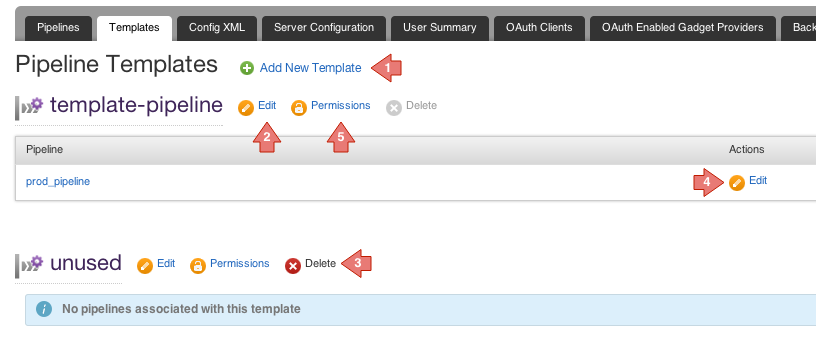 Pipelines Templates Config XML Server Configuration User Summary OAuth Clients OAuth Enabled Gadget Providers Back
Pipeline Templates Add New Template 1
template-pipeline Edit Permissions Delete
2 5
Pipeline Actions
prod_pipeline 4 Edit
unused Edit Permissions Delete 3
No pipelines associated with this template